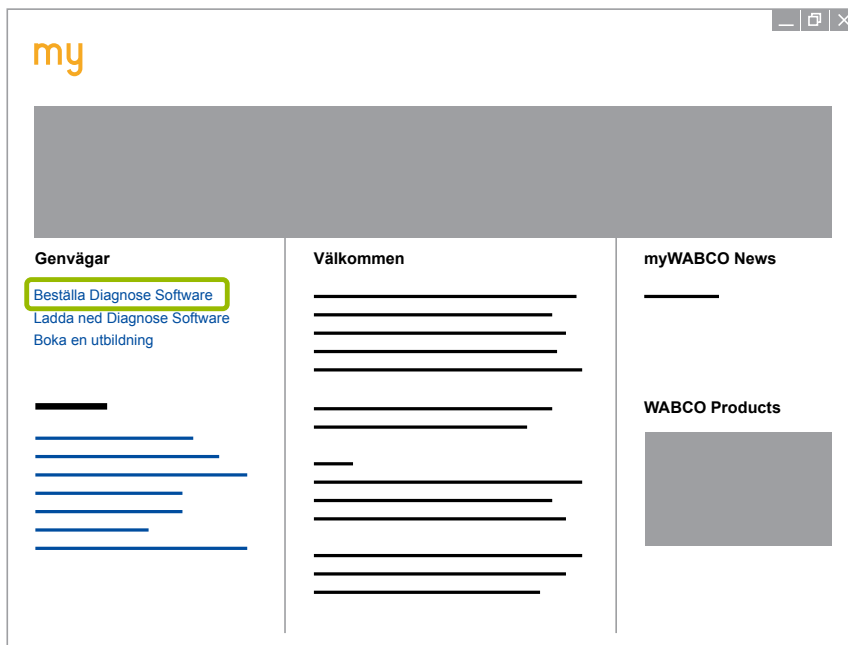 my
Genvägar
Beställa Diagnose Software
Ladda ned Diagnose Software
Boka en utbildning
Välkommen
myWABCO News
WABCO Products